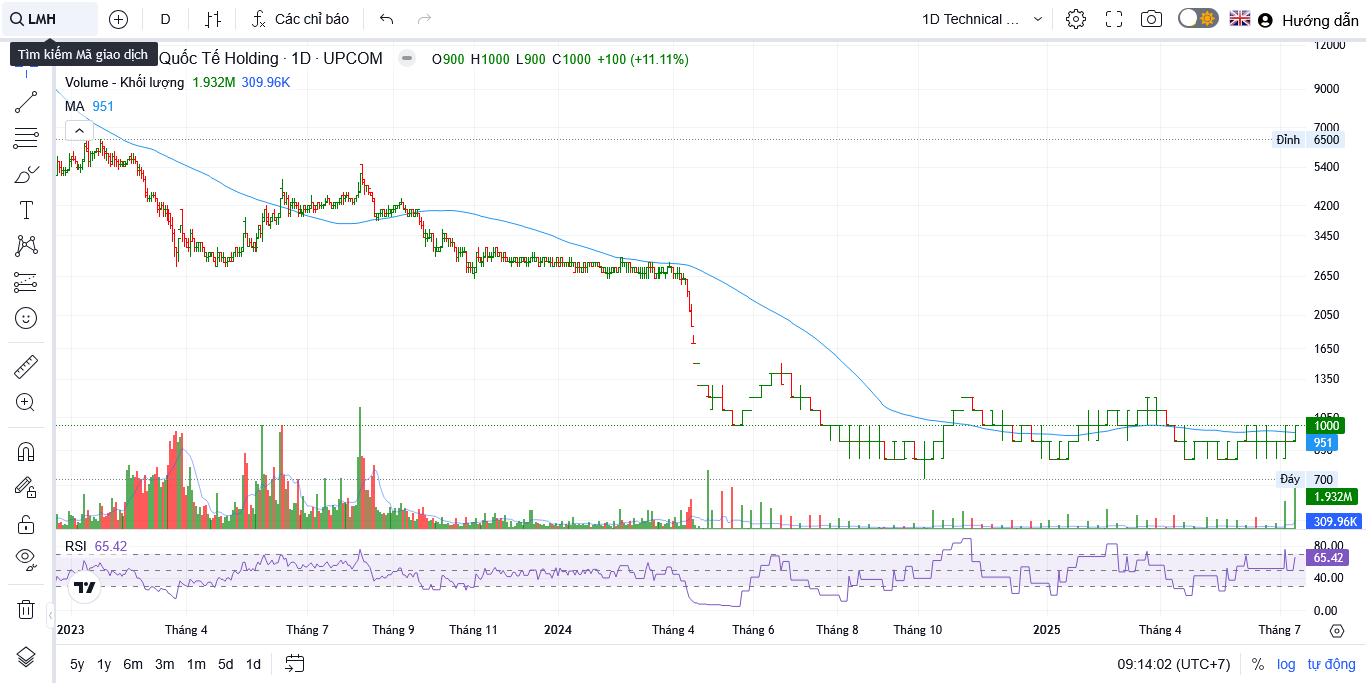 LMH
D
Các chỉ báo
1D Technical ...
Hướng dẫn
Tìm kiếm Mã giao dịch
Quốc Tế Holding · 1D · UPCOM
O900 H1000 L900 C1000 +100 (+11.11%)
Volume - Khối lượng 1.932M 309.96K
MA 951
12000
9000
7000
Đỉnh 6500
5400
4200
3450
2650
2050
1650
1350
1050
1000
951
Đáy 700
1.932M
309.96K
RSI 65.42
80.00
65.42
40.00
0.00
2023 Tháng 4 Tháng 7 Tháng 9 Tháng 11 2024 Tháng 4 Tháng 6 Tháng 8 Tháng 10 2025 Tháng 4 Tháng 7
5y 1y 6m 3m 1m 5d 1d
09:14:02 (UTC+7) % log tự động